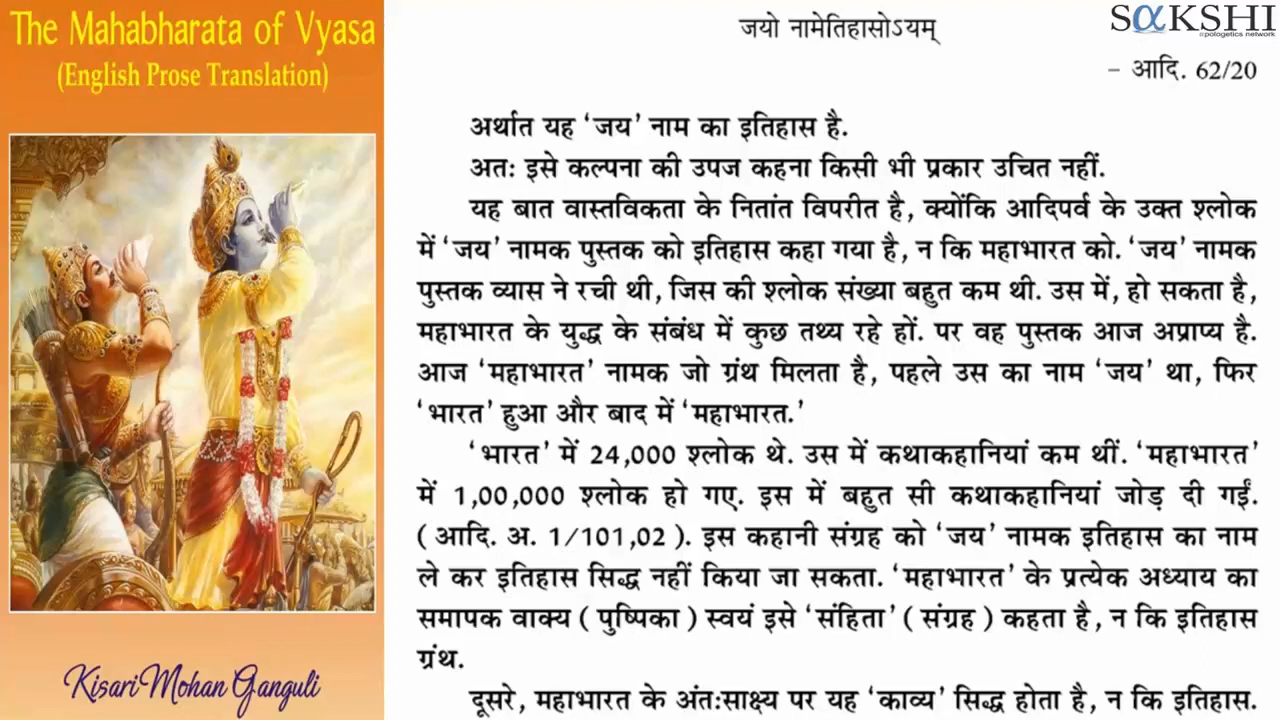 The Mahabharata of Vyasa
(English Prose Translation)
Kisari Mohan Ganguli
SαKSHI
αpologetics network
जयो नामेतिहासोऽयम्
– आदि. 62/20
अर्थात यह ‘जय’ नाम का इतिहास है.
अतः इसे कल्पना की उपज कहना किसी भी प्रकार उचित नहीं.
यह बात वास्तविकता के नितांत विपरीत है, क्योंकि आदिपर्व के उक्त श्लोक
में ‘जय’ नामक पुस्तक को इतिहास कहा गया है, न कि महाभारत को. ‘जय’ नामक
पुस्तक व्यास ने रची थी, जिस की श्लोक संख्या बहुत कम थी. उस में, हो सकता है,
महाभारत के युद्ध के संबंध में कुछ तथ्य रहे हों. पर वह पुस्तक आज अप्राप्य है.
आज ‘महाभारत’ नामक जो ग्रंथ मिलता है, पहले उस का नाम ‘जय’ था, फिर
‘भारत’ हुआ और बाद में ‘महाभारत.’
‘भारत’ में 24,000 श्लोक थे. उस में कथाकहानियां कम थीं. ‘महाभारत’
में 1,00,000 श्लोक हो गए. इस में बहुत सी कथाकहानियां जोड़ दी गईं.
(आदि. अ. 1/101,02). इस कहानी संग्रह को ‘जय’ नामक इतिहास का नाम
ले कर इतिहास सिद्ध नहीं किया जा सकता. ‘महाभारत’ के प्रत्येक अध्याय का
समापक वाक्य (पुष्पिका) स्वयं इसे ‘संहिता’ (संग्रह) कहता है, न कि इतिहास
ग्रंथ.
दूसरे, महाभारत के अंतःसाक्ष्य पर यह ‘काव्य’ सिद्ध होता है, न कि इतिहास.